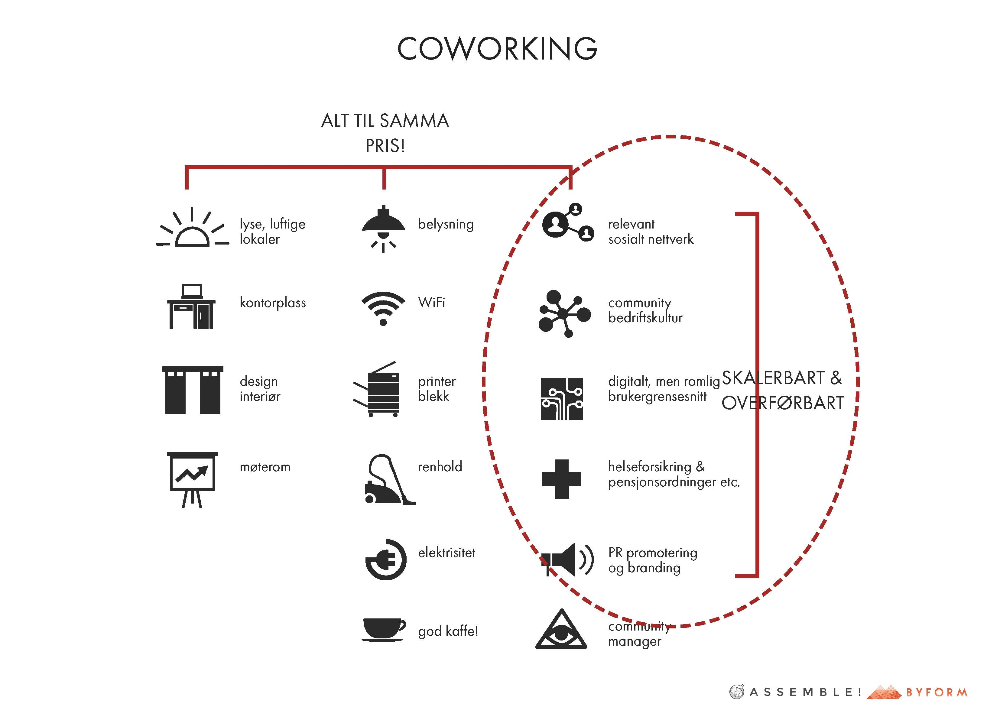 COWORKING
ALT TIL SAMMA
PRIS!
lyse, luftige
lokaler
kontorplass
design
interiør
møterom
belysning
WiFi
printer
blekk
renhold
elektrisitet
god kaffe!
relevant
sosialt nettverk
community
bedriftskultur
digitalt, men romlig
brukergrensesnitt
helseforsikring &
pensjonsordninger etc.
PR promotering
og branding
community
manager
SKALERBART &
OVERFØRBART
ASSEMBLE!
BYFORM